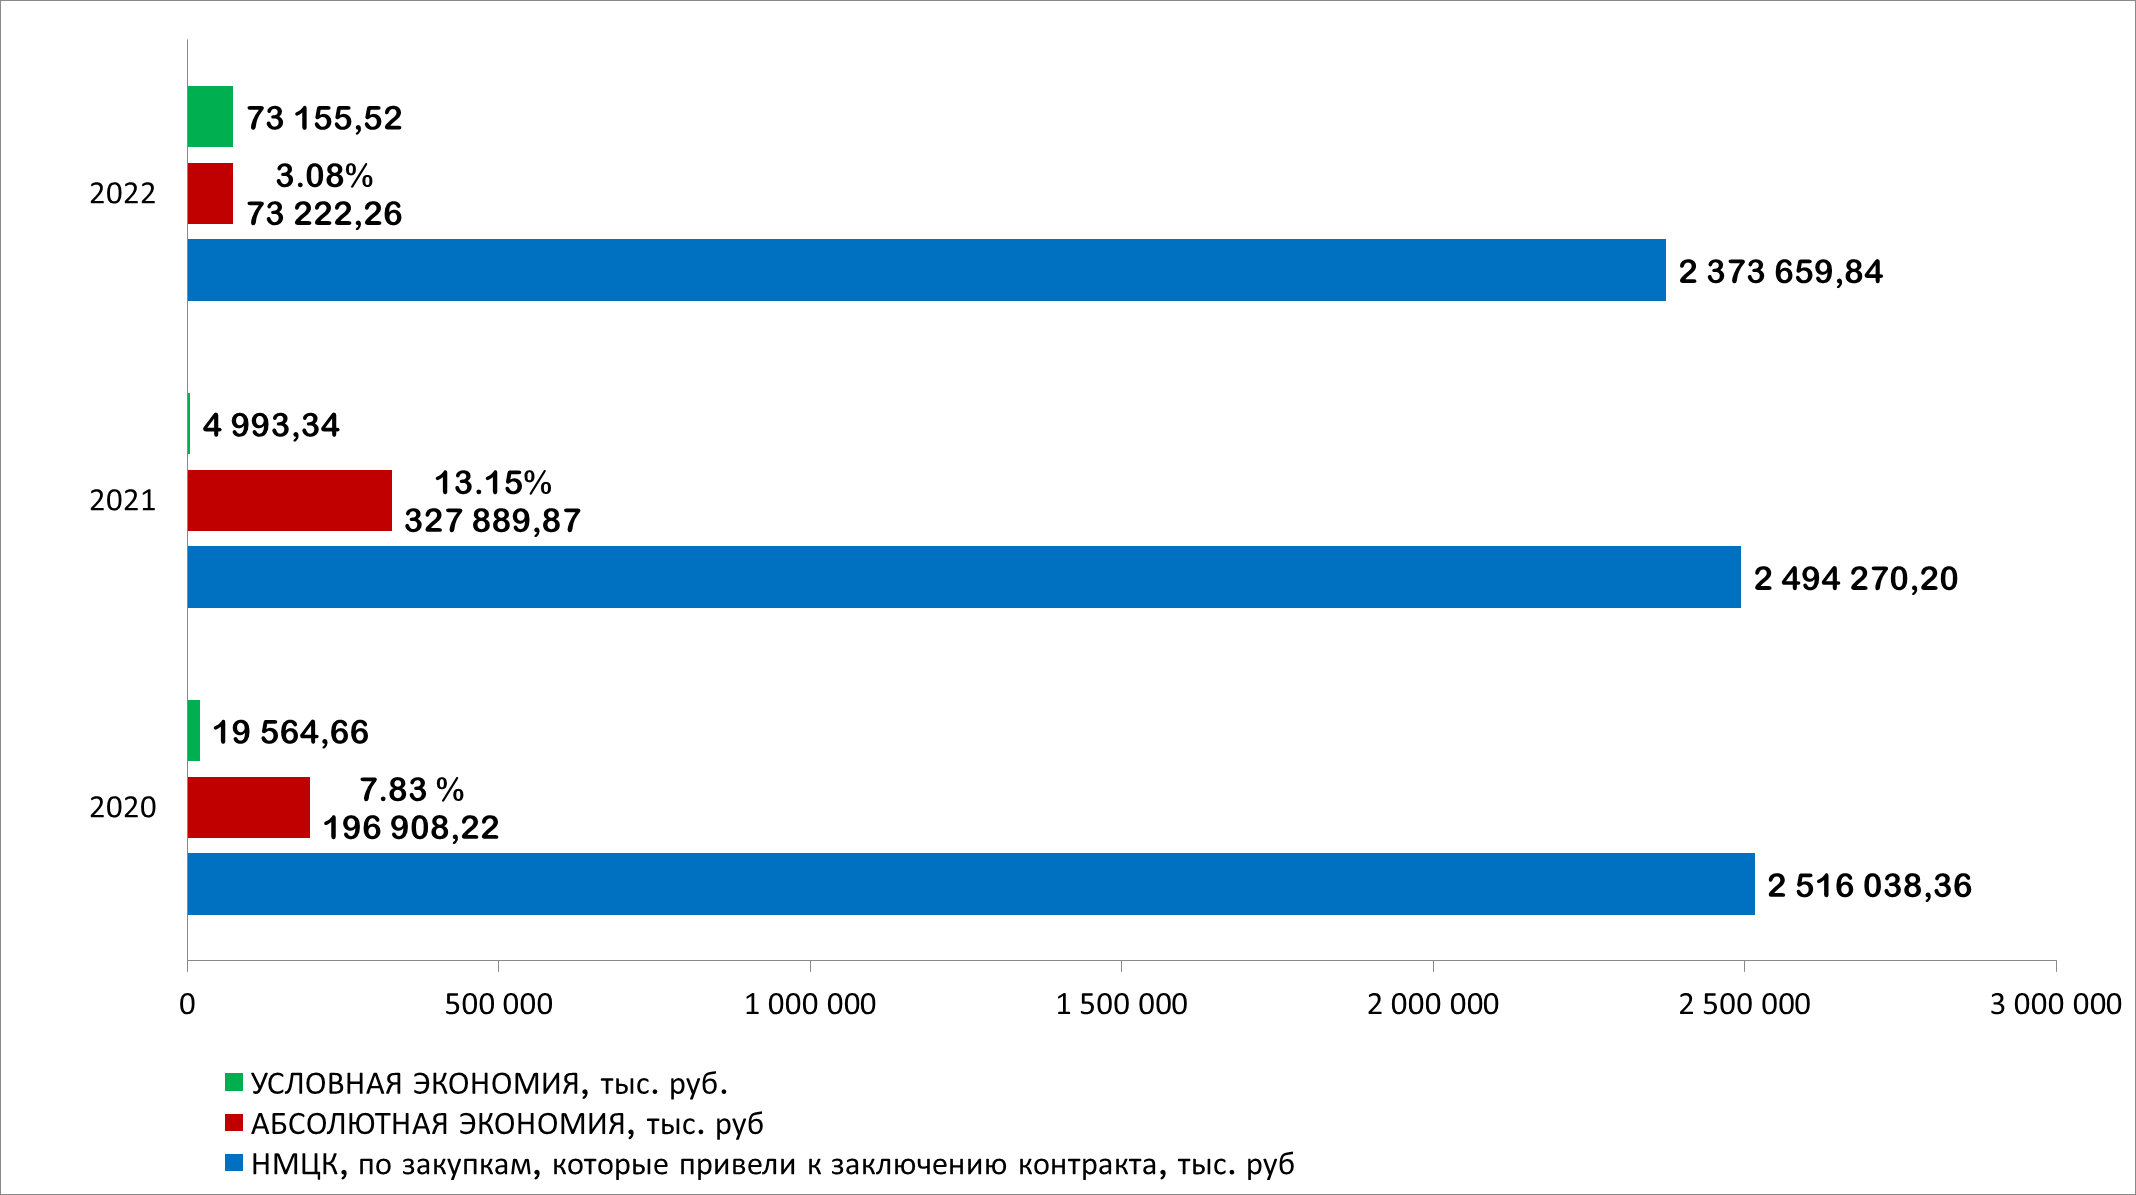 73 155,52
3.08%
2022
73 222,26
2 373 659,84
4 993,34
13.15%
2021
327 889,87
2 494 270,20
19 564,66
7.83 %
2020
196 908,22
2 516 038,36
0 500 000 1 000 000 1 500 000 2 000 000 2 500 000 3 000 000
УСЛОВНАЯ ЭКОНОМИЯ, тыс. руб.
АБСОЛЮТНАЯ ЭКОНОМИЯ, тыс. руб
НМЦК, по закупкам, которые привели к заключению контракта, тыс. руб